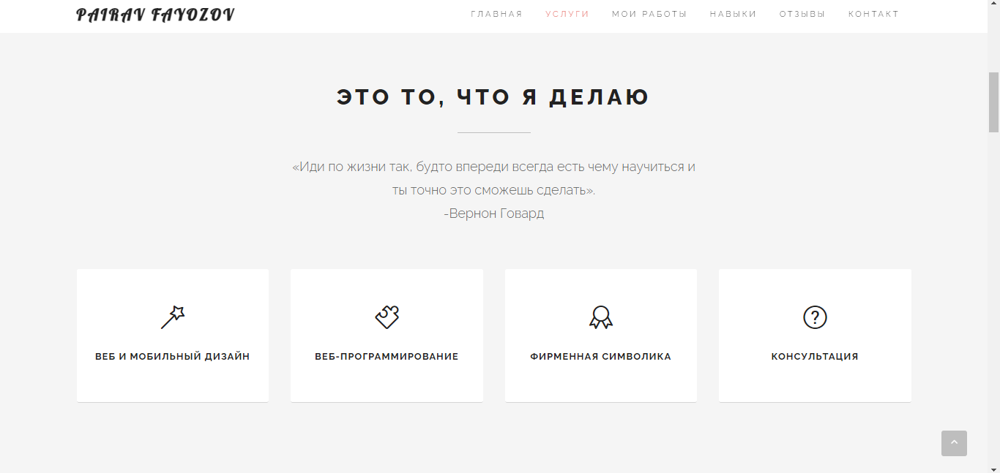 PAIRAV FAYOZOV
ГЛАВНАЯ УСЛУГИ МОИ РАБОТЫ НАВЫКИ ОТЗЫВЫ КОНТАКТ
ЭТО ТО, ЧТО Я ДЕЛАЮ
«Иди по жизни так, будто впереди всегда есть чему научиться и
ты точно это сможешь сделать».
-Вернон Говард
ВЕБ И МОБИЛЬНЫЙ ДИЗАЙН
ВЕБ-ПРОГРАММИРОВАНИЕ
ФИРМЕННАЯ СИМВОЛИКА
КОНСУЛЬТАЦИЯ